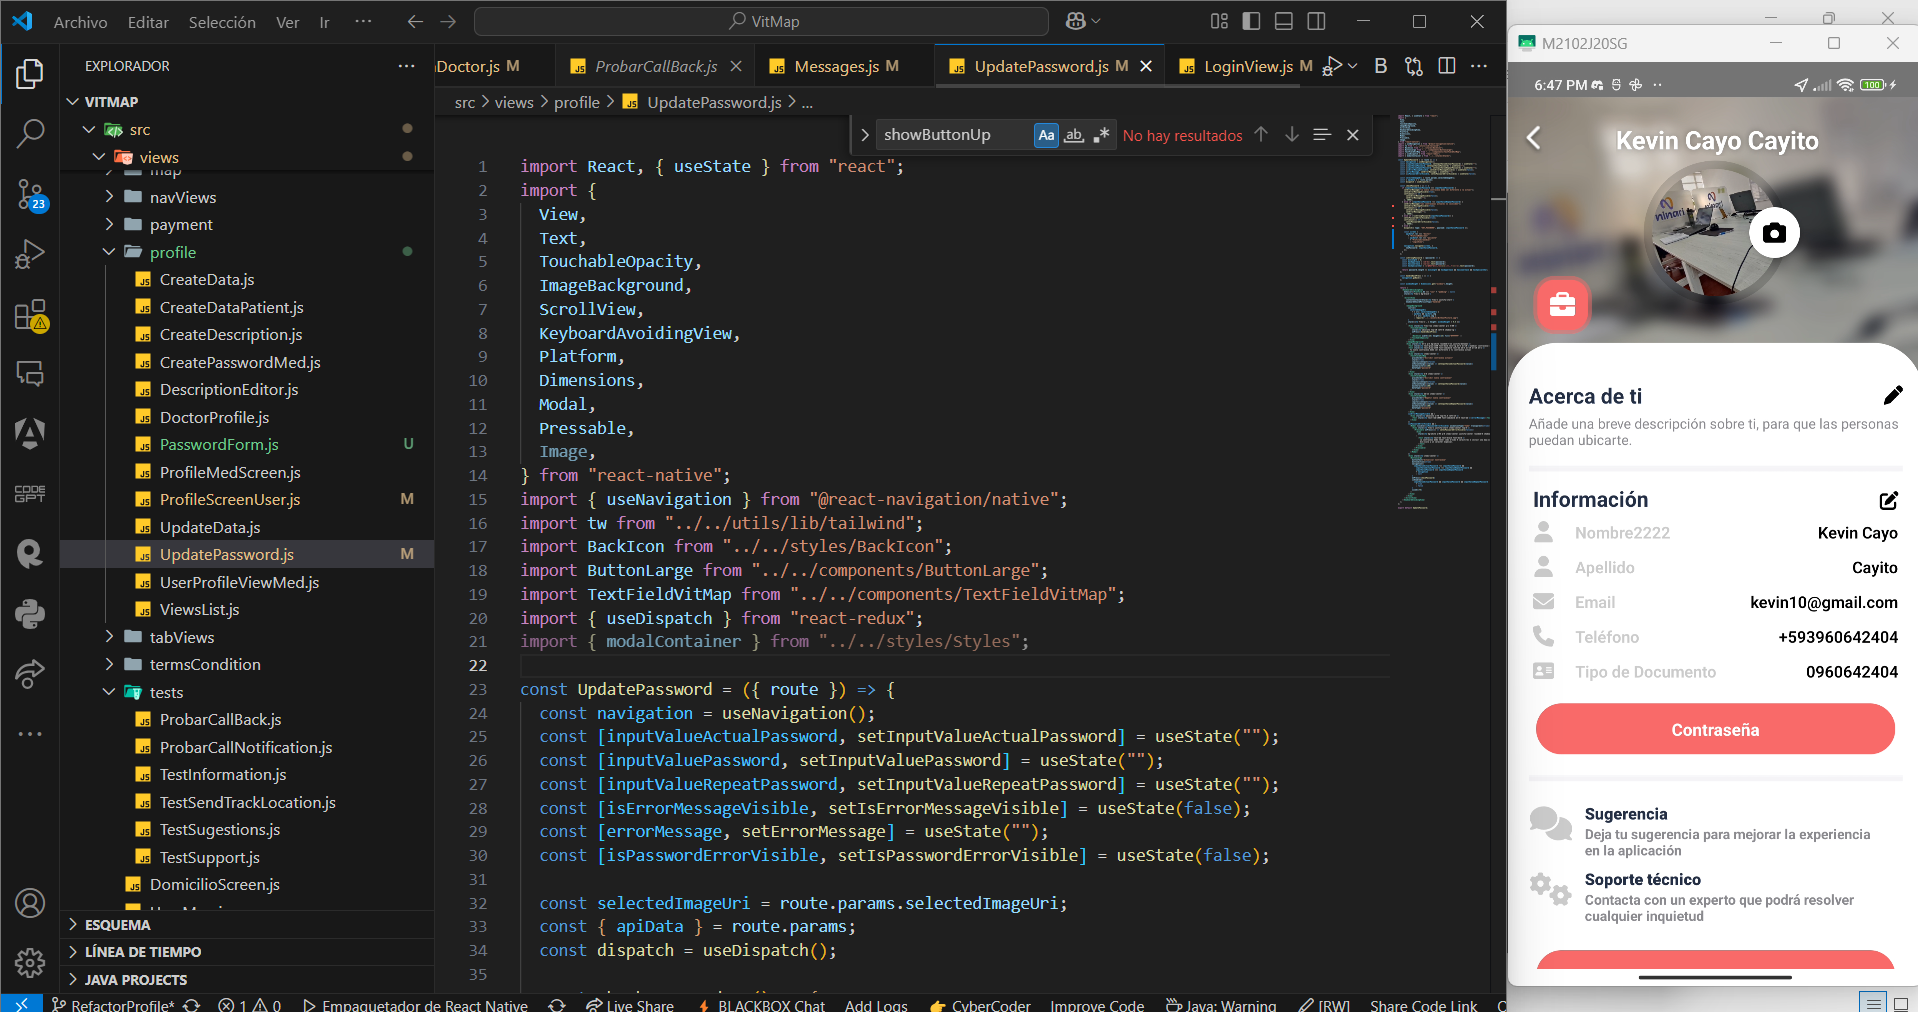 Archivo Editar Selección Ver Ir ··· VitMap
EXPLORADOR
VITMAP
src
views
map
navViews
payment
profile
CreateData.js
CreateDataPatient.js
CreateDescription.js
CreatePasswordMed.js
DescriptionEditor.js
DoctorProfile.js
PasswordForm.js U
ProfileMedScreen.js
ProfileScreenUser.js M
UpdateData.js
UpdatePassword.js M
UserProfileViewMed.js
ViewsList.js
tabViews
termsCondition
tests
ProbarCallBack.js
ProbarCallNotification.js
TestInformation.js
TestSendTrackLocation.js
TestSugestions.js
TestSupport.js
DomicilioScreen.js
ESQUEMA
LÍNEA DE TIEMPO
JAVA PROJECTS
23
CODE
GPT
Doctor.js M ProbarCallBack.js Messages.js M UpdatePassword.js M LoginView.js M B
src > views > profile > UpdatePassword.js > ...
showButtonUp Aa ab .* No hay resultados
1 import React, { useState } from "react";
2 import {
3 View,
4 Text,
5 TouchableOpacity,
6 ImageBackground,
7 ScrollView,
8 KeyboardAvoidingView,
9 Platform,
10 Dimensions,
11 Modal,
12 Pressable,
13 Image,
14 } from "react-native";
15 import { useNavigation } from "@react-navigation/native";
16 import tw from "../../utils/lib/tailwind";
17 import BackIcon from "../../styles/BackIcon";
18 import ButtonLarge from "../../components/ButtonLarge";
19 import TextFieldVitMap from "../../components/TextFieldVitMap";
20 import { useDispatch } from "react-redux";
21 import { modalContainer } from "../../styles/Styles";
22
23 const UpdatePassword = ({ route }) => {
24 const navigation = useNavigation();
25 const [inputValueActualPassword, setInputValueActualPassword] = useState("");
26 const [inputValuePassword, setInputValuePassword] = useState("");
27 const [inputValueRepeatPassword, setInputValueRepeatPassword] = useState("");
28 const [isErrorMessageVisible, setIsErrorMessageVisible] = useState(false);
29 const [errorMessage, setErrorMessage] = useState("");
30 const [isPasswordErrorVisible, setIsPasswordErrorVisible] = useState(false);
31
32 const selectedImageUri = route.params.selectedImageUri;
33 const { apiData } = route.params;
34 const dispatch = useDispatch();
35
RefactorProfile* 1 0 Empaquetador de React Native Live Share BLACKBOX Chat Add Logs CyberCoder Improve Code Java: Warning [RW] Share Code Link
M2102J20SG
6:47 PM 100
Kevin Cayo Cayito
ninari
Acerca de ti
Añade una breve descripción sobre ti, para que las personas
puedan ubicarte.
Información
Nombre2222 Kevin Cayo
Apellido Cayito
Email kevin10@gmail.com
Teléfono +593960642404
Tipo de Documento 0960642404
Contraseña
Sugerencia
Deja tu sugerencia para mejorar la experiencia
en la aplicación
Soporte técnico
Contacta con un experto que podrá resolver
cualquier inquietud